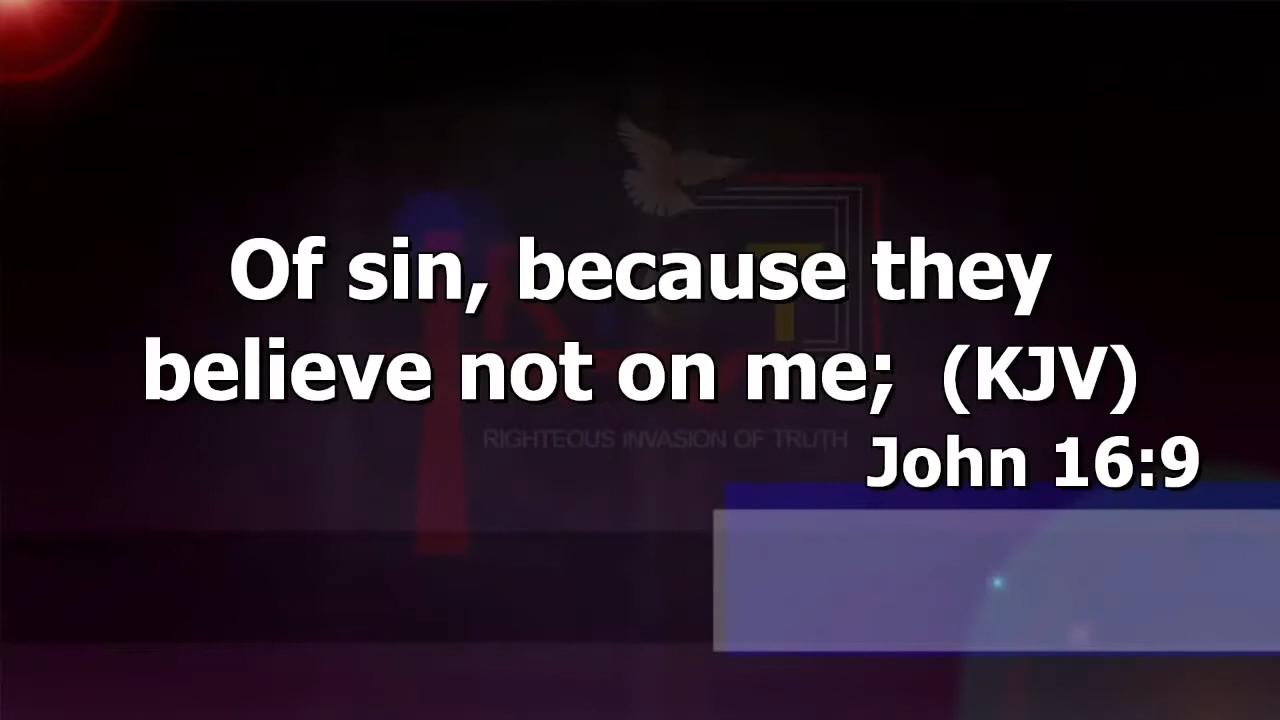 Of sin, because they
believe not on me; (KJV)
John 16:9
RIGHTEOUS INVASION OF TRUTH